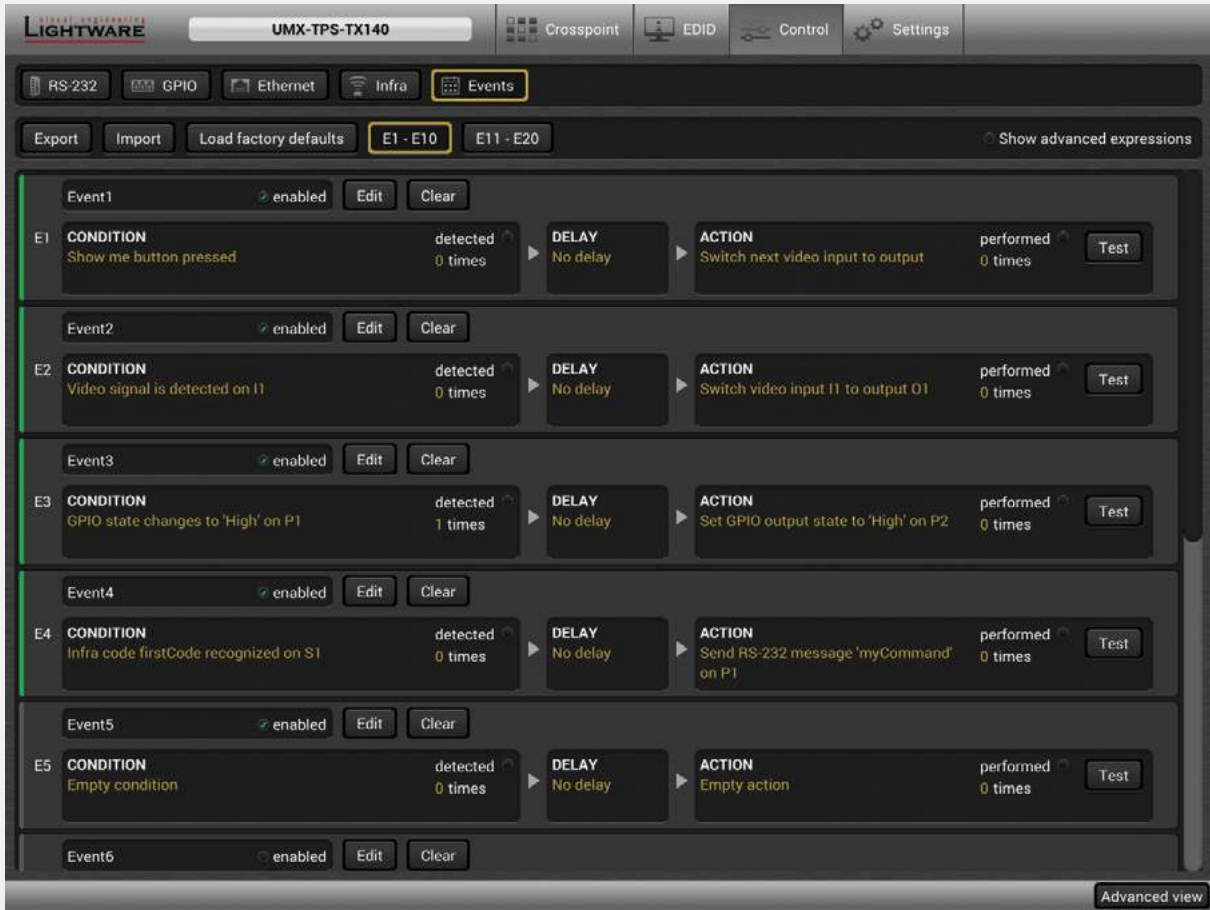 visual engineering
LIGHTWARE
UMX-TPS-TX140
Crosspoint
EDID
Control
Settings
RS-232
GPIO
Ethernet
Infra
Events
Export
Import
Load factory defaults
E1 - E10
E11 - E20
Show advanced expressions
Event1
enabled
Edit
Clear
E1
CONDITION
Show me button pressed
detected
0 times
DELAY
No delay
ACTION
Switch next video input to output
performed
0 times
Test
Event2
enabled
Edit
Clear
E2
CONDITION
Video signal is detected on I1
detected
0 times
DELAY
No delay
ACTION
Switch video input I1 to output O1
performed
0 times
Test
Event3
enabled
Edit
Clear
E3
CONDITION
GPIO state changes to 'High' on P1
detected
1 times
DELAY
No delay
ACTION
Set GPIO output state to 'High' on P2
performed
0 times
Test
Event4
enabled
Edit
Clear
E4
CONDITION
Infra code firstCode recognized on S1
detected
0 times
DELAY
No delay
ACTION
Send RS-232 message 'myCommand'
on P1
performed
0 times
Test
Event5
enabled
Edit
Clear
E5
CONDITION
Empty condition
detected
0 times
DELAY
No delay
ACTION
Empty action
performed
0 times
Test
Event6
enabled
Edit
Clear
Advanced view